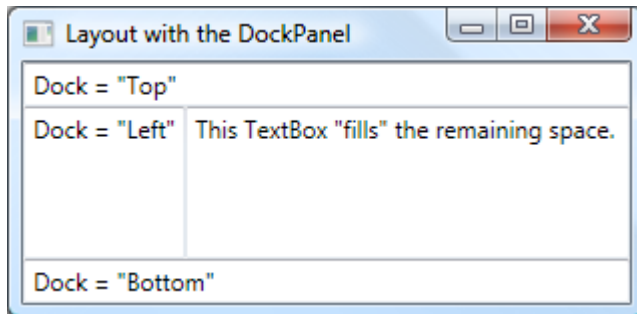 Layout with the DockPanel
Dock = "Top"
Dock = "Left"
This TextBox "fills" the remaining space.
Dock = "Bottom"